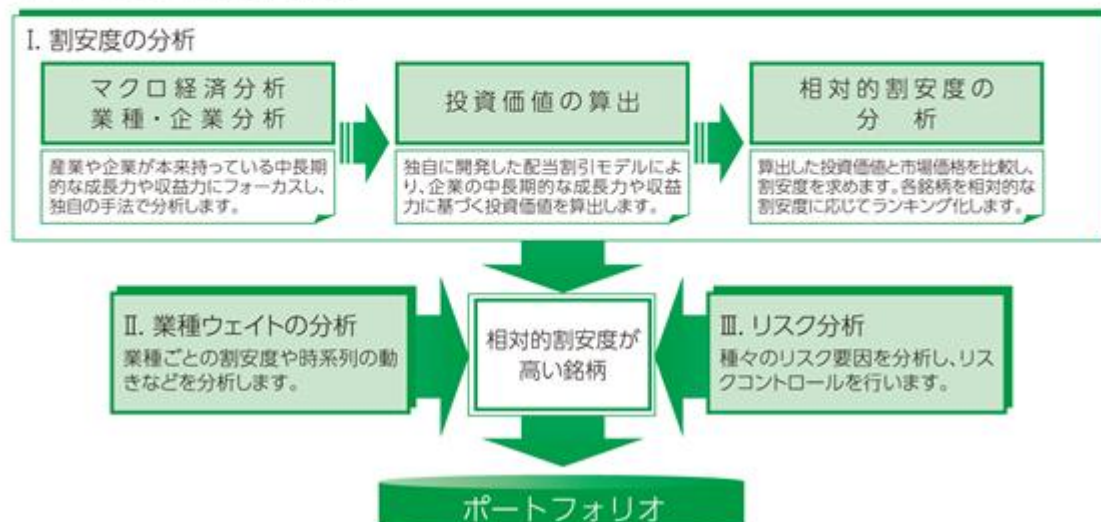 I. 割安度の分析
マクロ経済分析
業種・企業分析
産業や企業が本来持っている中長期
的な成長力や収益力にフォーカスし、
独自の手法で分析します。
投資価値の算出
独自に開発した配当割引モデルによ
り、企業の中長期的な成長力や収益
力に基づく投資価値を算出します。
相対的割安度の
分析
算出した投資価値と市場価格を比較し、
割安度を求めます。各銘柄を相対的な
割安度に応じてランキング化します。
Ⅱ. 業種ウェイトの分析
業種ごとの割安度や時系列の動
きなどを分析します。
相対的割安度が
高い銘柄
Ⅲ. リスク分析
種々のリスク要因を分析し、リス
クコントロールを行います。
ポートフォリオ